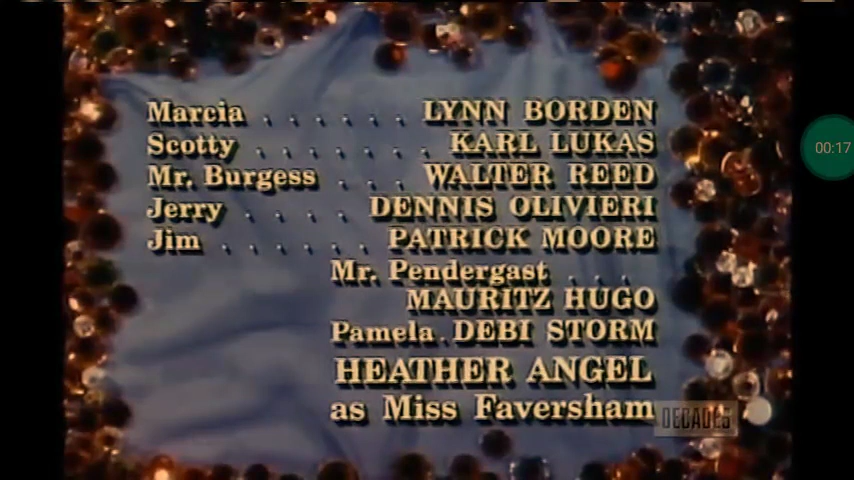 Marcia . . . . . . LYNN BORDEN
Scotty . . . . . . . KARL LUKAS
Mr. Burgess . . . WALTER REED
Jerry . . . . DENNIS OLIVIERI
Jim . . . . . . PATRICK MOORE
Mr. Pendergast . . .
MAURITZ HUGO
Pamela . DEBI STORM
HEATHER ANGEL
as Miss Faversham
DECADES
00:17